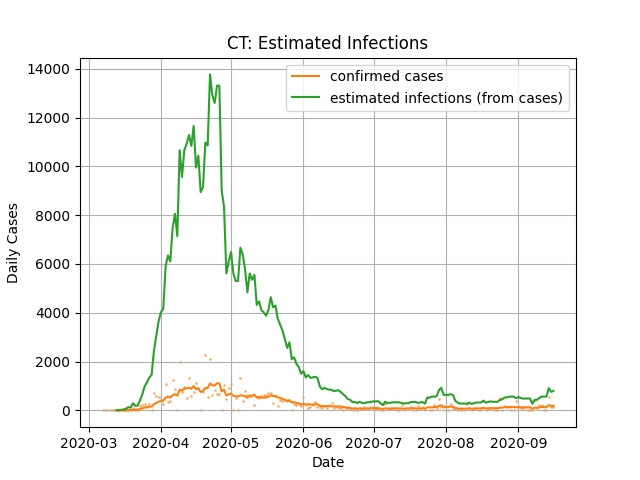 CT: Estimated Infections
confirmed cases
estimated infections (from cases)
14000
12000
10000
8000
6000
4000
2000
0
Daily Cases
2020-03 2020-04 2020-05 2020-06 2020-07 2020-08 2020-09
Date